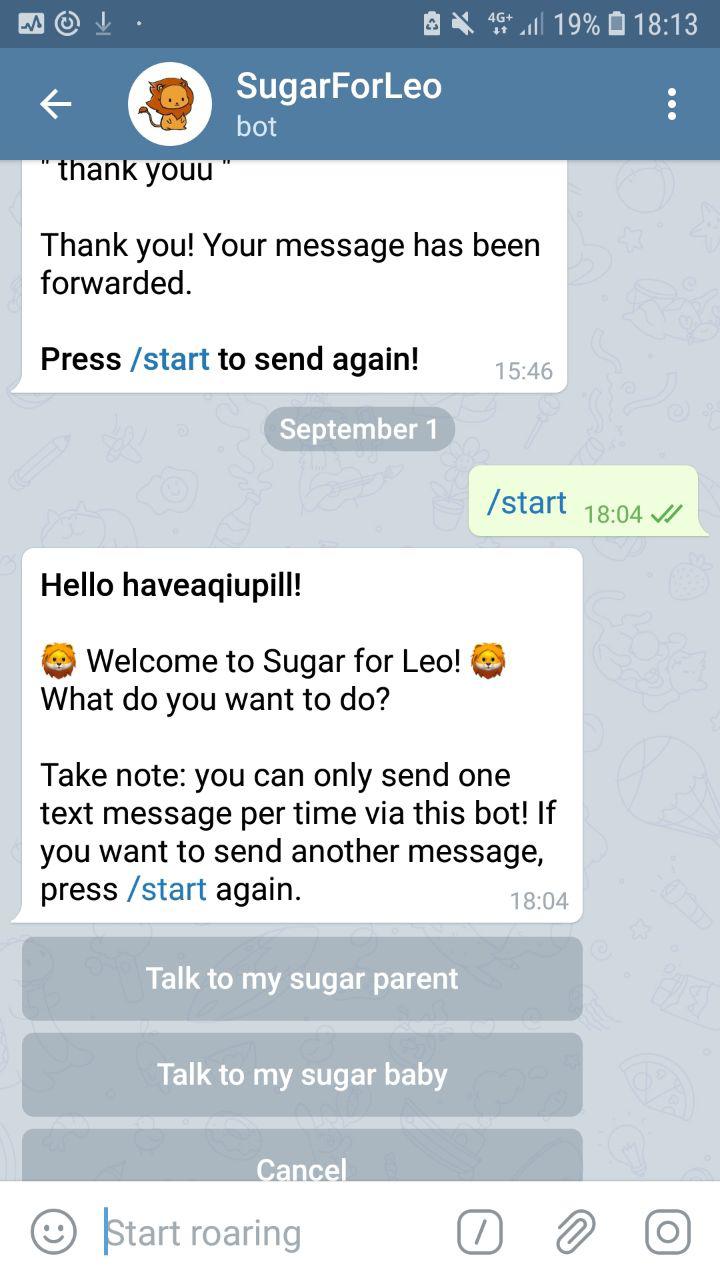 4G+ 19% 18:13
SugarForLeo
bot
" thank youu "
Thank you! Your message has been
forwarded.
Press /start to send again!
15:46
September 1
/start 18:04
Hello haveaqiupill!
🦁 Welcome to Sugar for Leo! 🦁
What do you want to do?
Take note: you can only send one
text message per time via this bot! If
you want to send another message,
press /start again.
18:04
Talk to my sugar parent
Talk to my sugar baby
Cancel
Start roaring